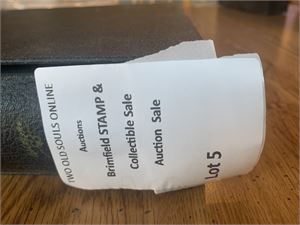 TWO OLD SOULS ONLINE
Auctions
Brimfield STAMP &
Collectible Sale
Auction Sale
Lot 5